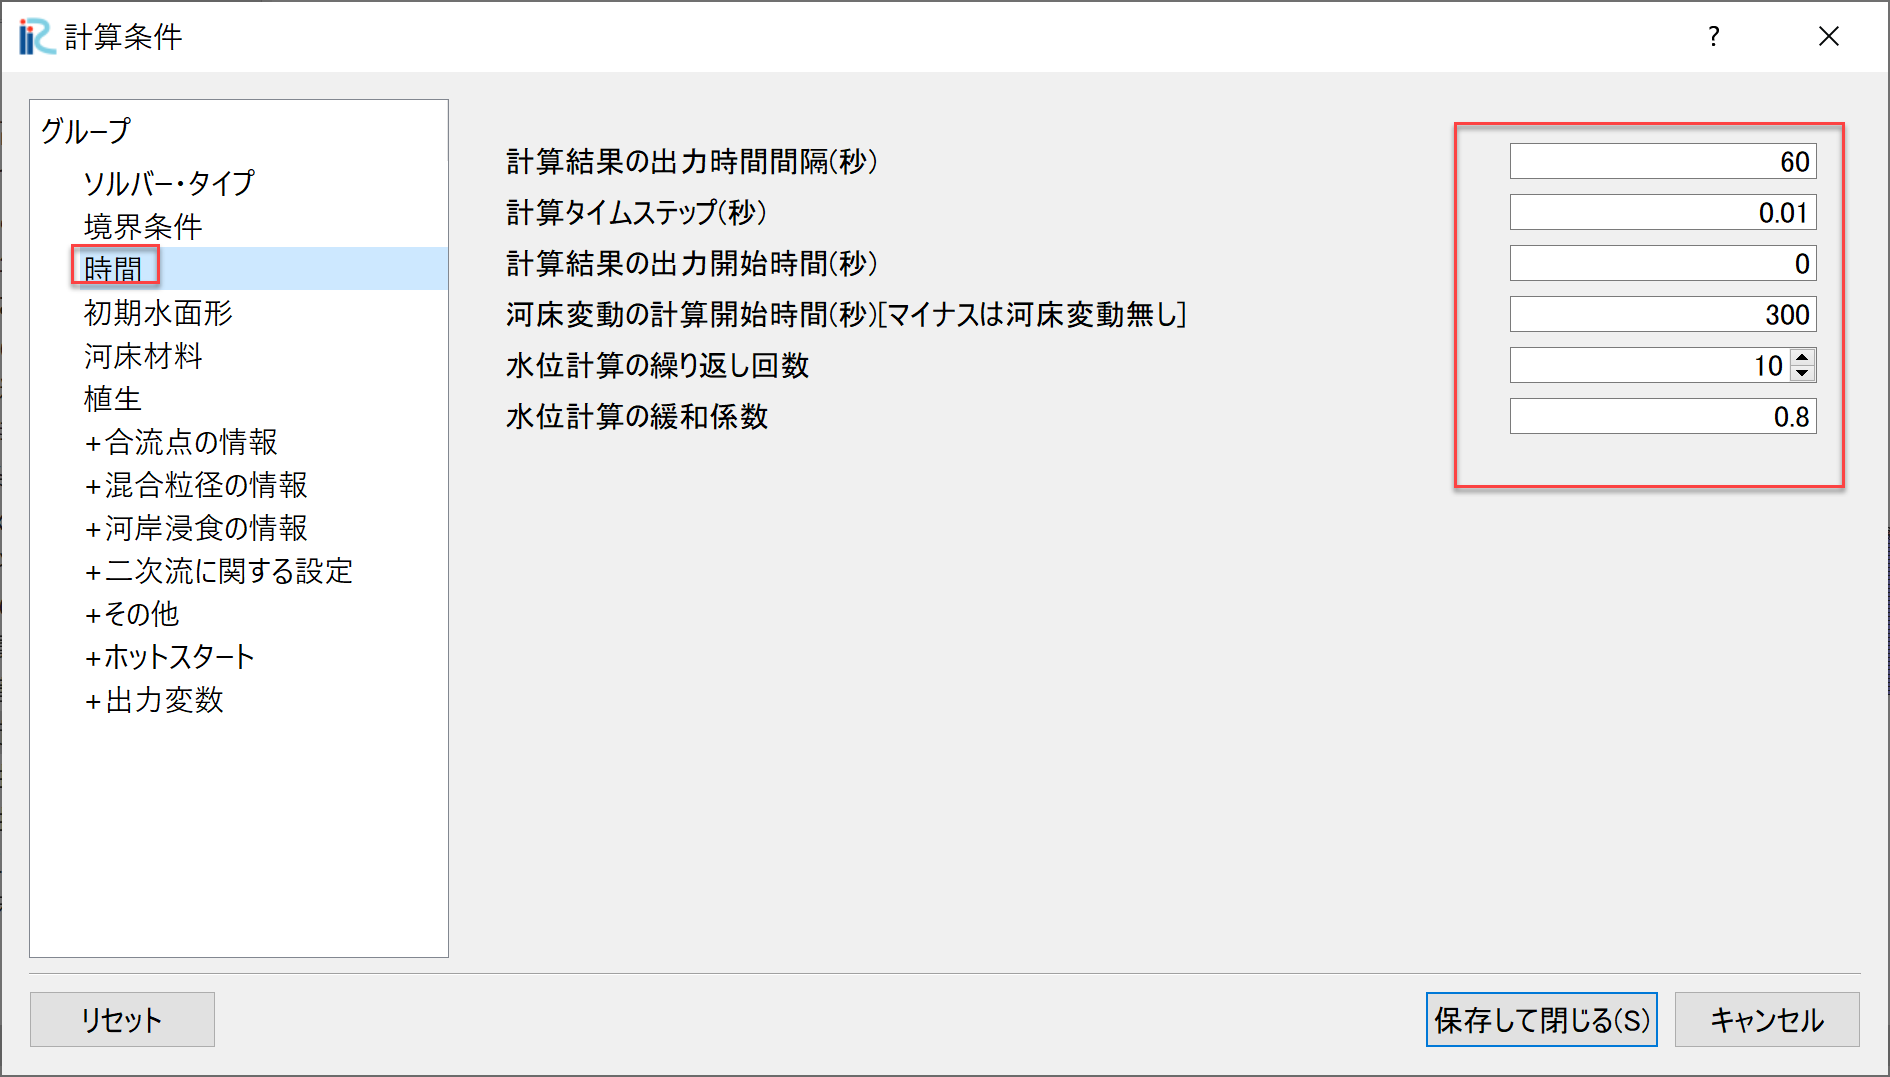 計算条件
?
グループ
ソルバー・タイプ
境界条件
時間
初期水面形
河床材料
植生
+合流点の情報
+混合粒径の情報
+河岸浸食の情報
+二次流に関する設定
+その他
+ホットスタート
+出力変数
計算結果の出力時間間隔(秒) 60
計算タイムステップ(秒) 0.01
計算結果の出力開始時間(秒) 0
河床変動の計算開始時間(秒)[マイナスは河床変動無し] 300
水位計算の繰り返し回数 10
水位計算の緩和係数 0.8
リセット
保存して閉じる(S)
キャンセル